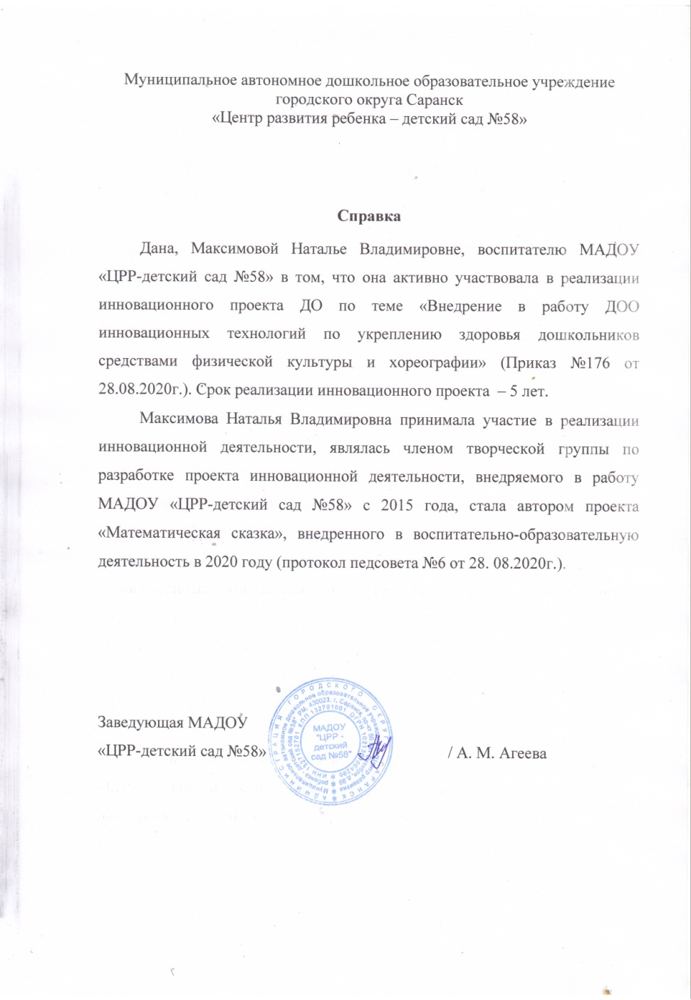 Муниципальное автономное дошкольное образовательное учреждение
городского округа Саранск
«Центр развития ребенка – детский сад №58»
Справка
Дана, Максимовой Наталье Владимировне, воспитателю МАДОУ
«ЦРР-детский сад №58» в том, что она активно участвовала в реализации
инновационного проекта ДО по теме «Внедрение в работу ДОО
инновационных технологий по укреплению здоровья дошкольников
средствами физической культуры и хореографии» (Приказ №176 от
28.08.2020г.). Срок реализации инновационного проекта – 5 лет.
Максимова Наталья Владимировна принимала участие в реализации
инновационной деятельности, являлась членом творческой группы по
разработке проекта инновационной деятельности, внедряемого в работу
МАДОУ «ЦРР-детский сад №58» с 2015 года, стала автором проекта
«Математическая сказка», внедренного в воспитательно-образовательную
деятельность в 2020 году (протокол педсовета №6 от 28. 08.2020г.).
Заведующая МАДОУ
«ЦРР-детский сад №58» / А. М. Агеева
МАДОУ
"ЦРР -
детский
сад №58"
АДМИНИСТРАЦИЯ ГОРОДСКОГО ОКРУГА САРАНСК